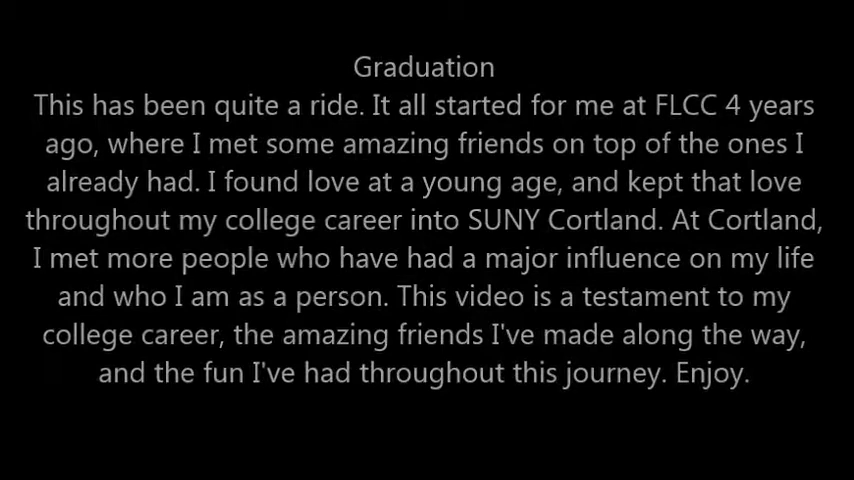 Graduation
This has been quite a ride. It all started for me at FLCC 4 years
ago, where I met some amazing friends on top of the ones I
already had. I found love at a young age, and kept that love
throughout my college career into SUNY Cortland. At Cortland,
I met more people who have had a major influence on my life
and who I am as a person. This video is a testament to my
college career, the amazing friends I've made along the way,
and the fun I've had throughout this journey. Enjoy.